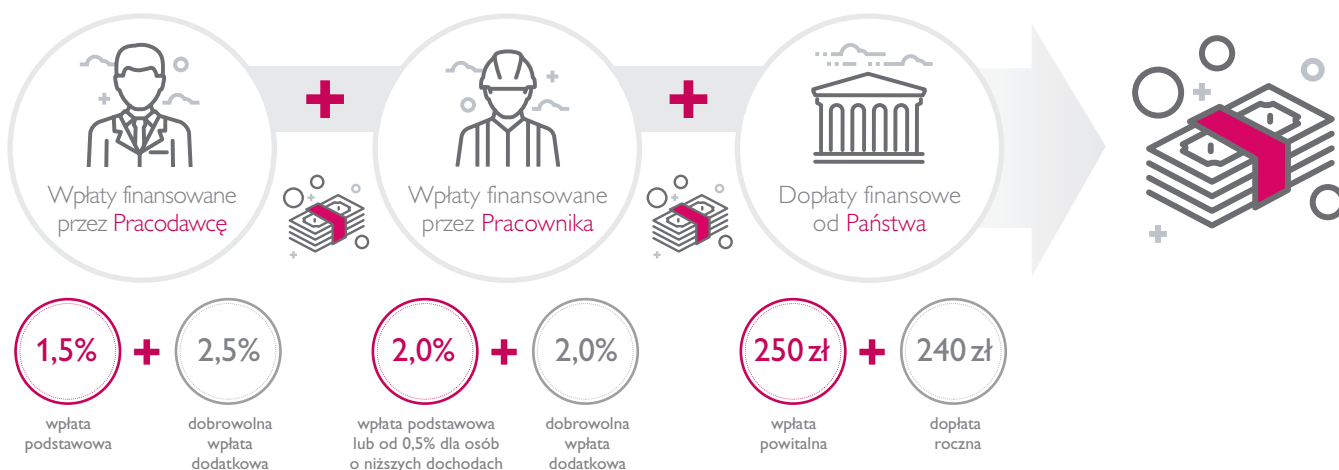 Wpłaty finansowane
przez Pracodawcę
Wpłaty finansowane
przez Pracownika
Dopłaty finansowe
od Państwa
1,5%
2,5%
2,0%
2,0%
250 zł
240 zł
wpłata
podstawowa
dobrowolna
wpłata
dodatkowa
wpłata podstawowa
lub od 0,5% dla osób
o niższych dochodach
dobrowolna
wpłata
dodatkowa
wpłata
powitalna
dopłata
roczna